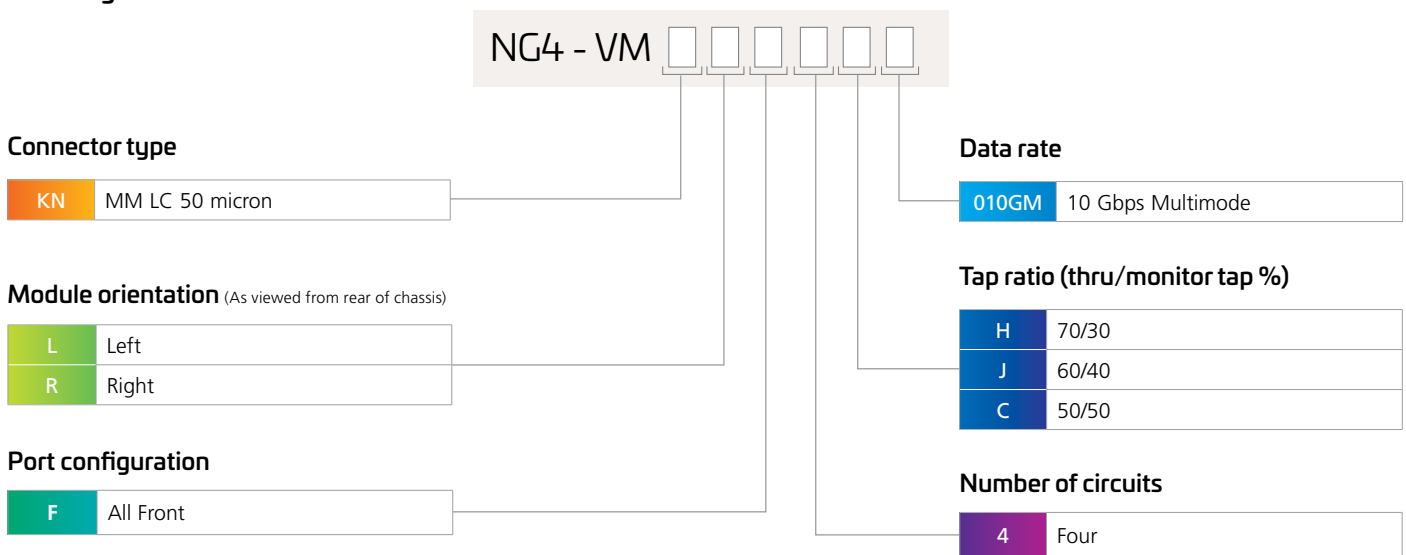 NG4 - VM
Connector type
KN MM LC 50 micron
Module orientation (As viewed from rear of chassis)
L Left
R Right
Port configuration
F All Front
Data rate
010GM 10 Gbps Multimode
Tap ratio (thru/monitor tap %)
H 70/30
J 60/40
C 50/50
Number of circuits
4 Four